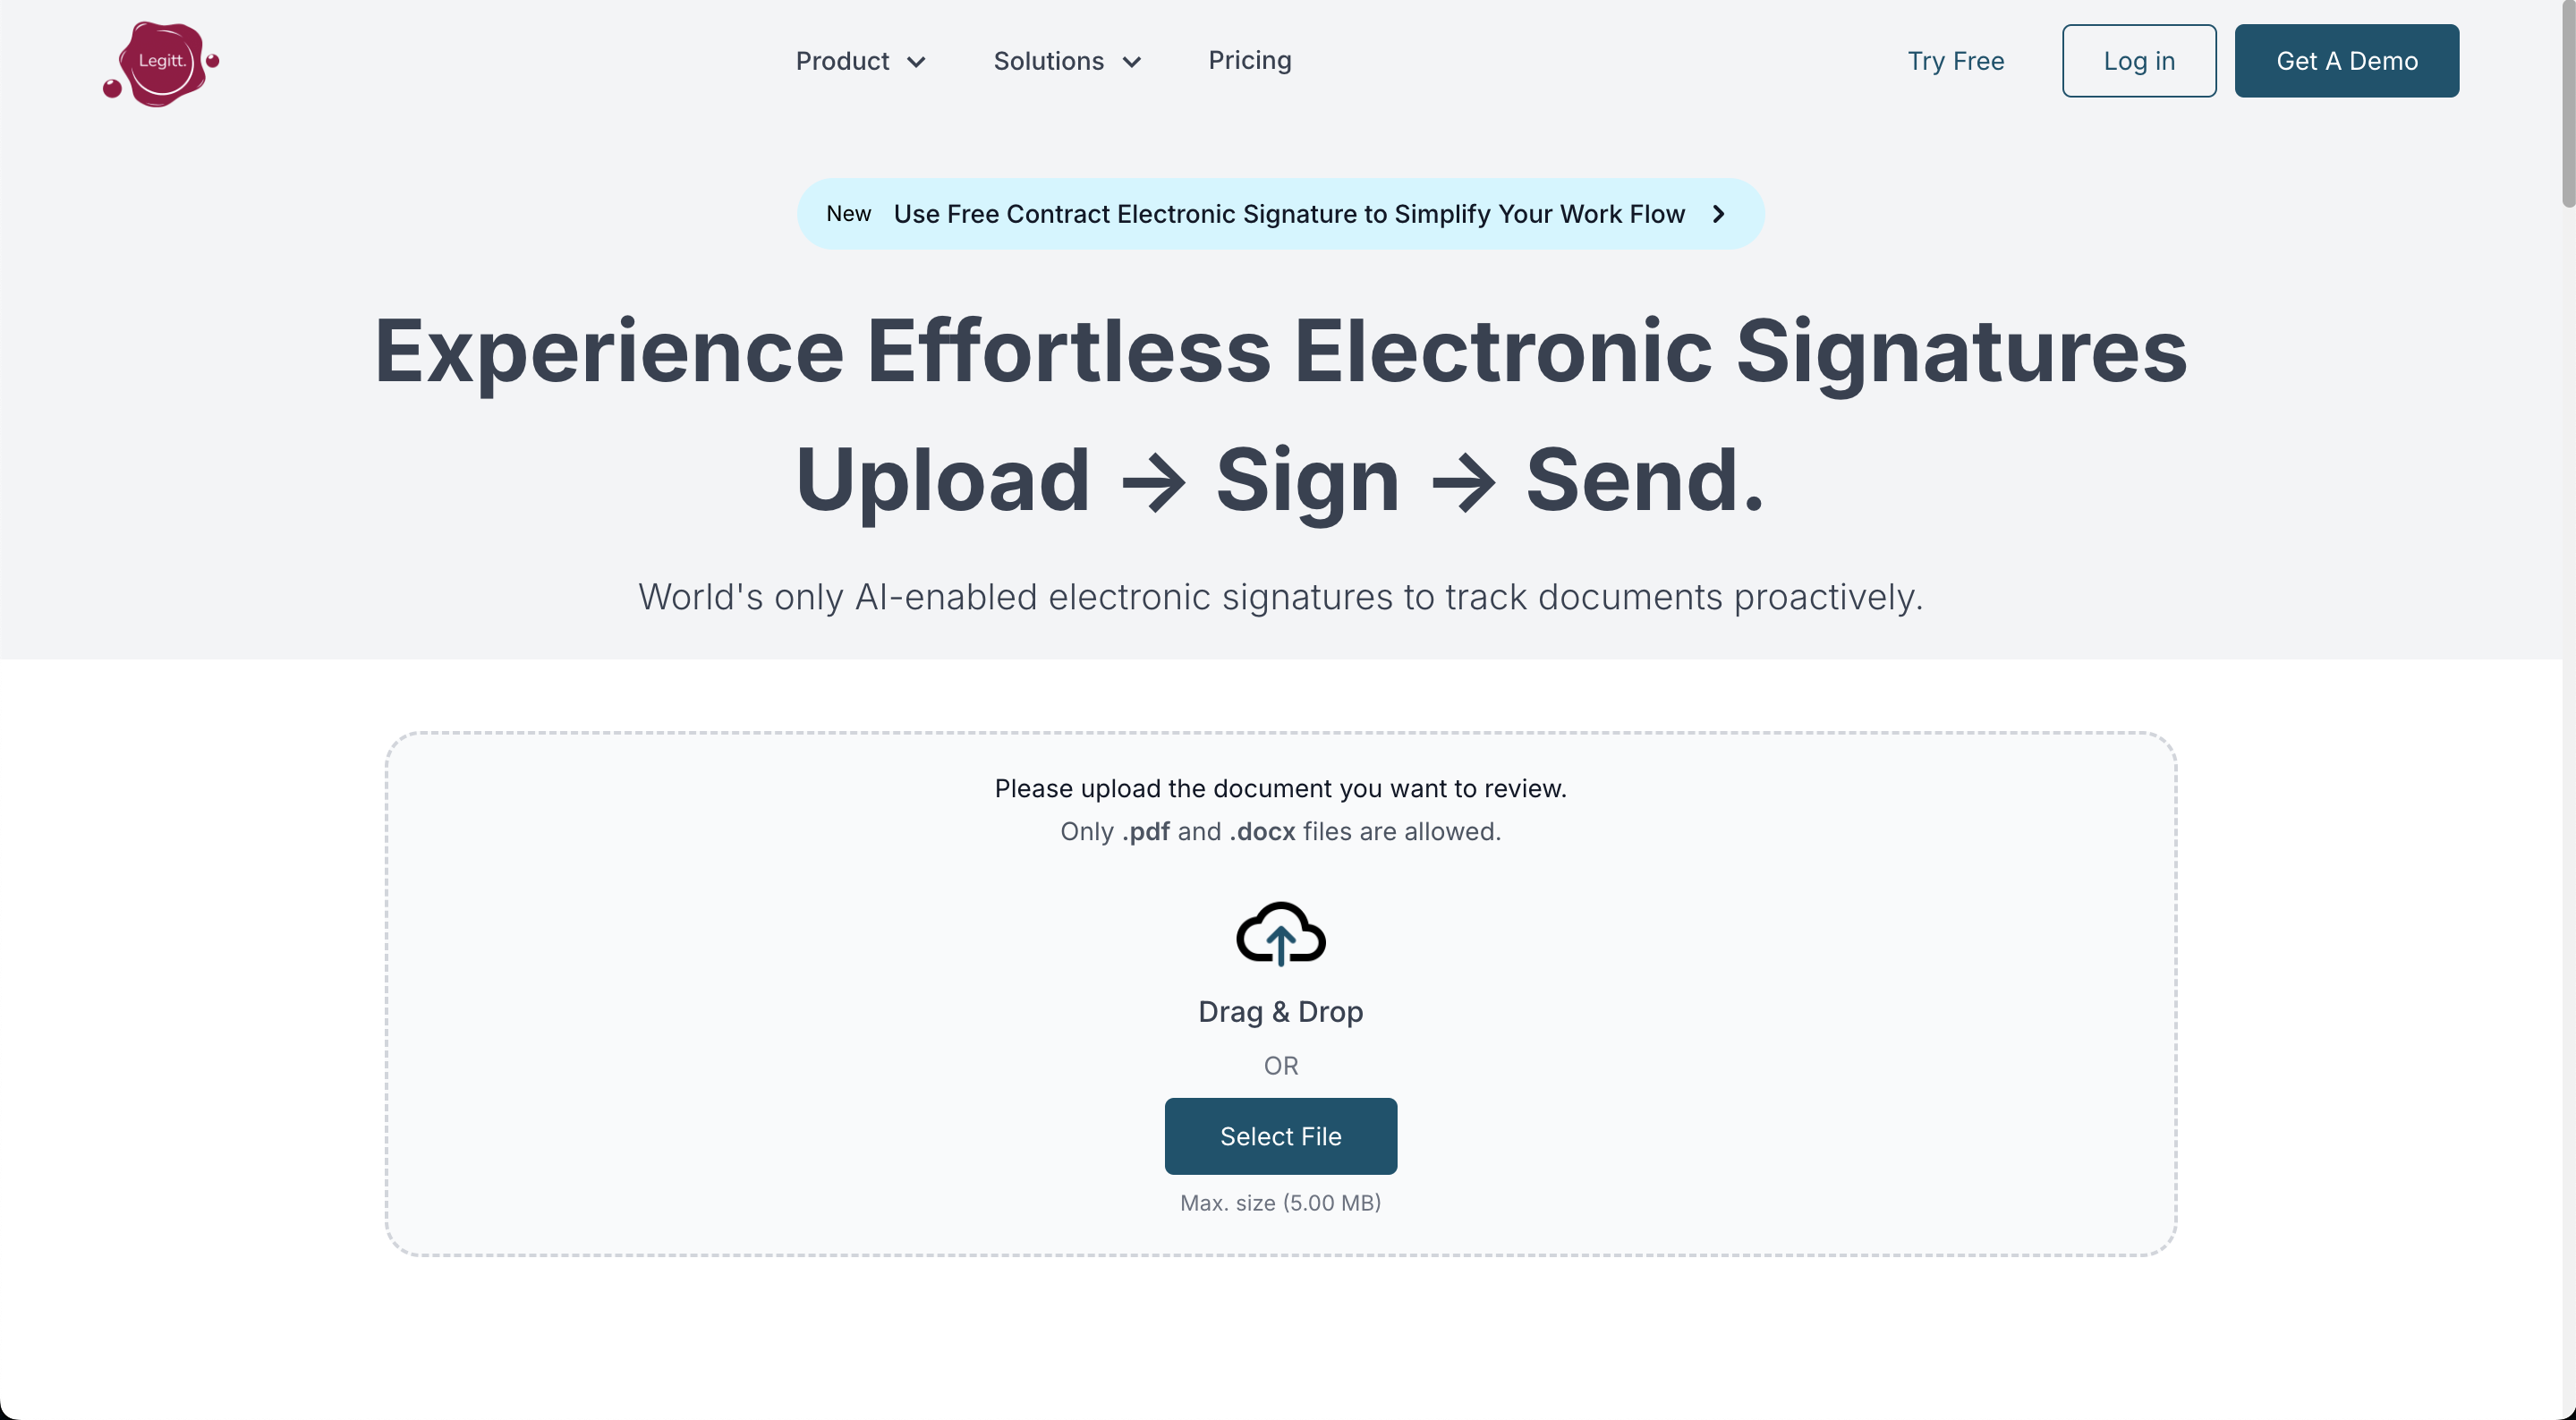 Legitt.
Product
Solutions
Pricing
Try Free
Log in
Get A Demo
New Use Free Contract Electronic Signature to Simplify Your Work Flow
Experience Effortless Electronic Signatures
Upload → Sign → Send.
World's only AI-enabled electronic signatures to track documents proactively.
Please upload the document you want to review.
Only .pdf and .docx files are allowed.
Drag & Drop
OR
Select File
Max. size (5.00 MB)